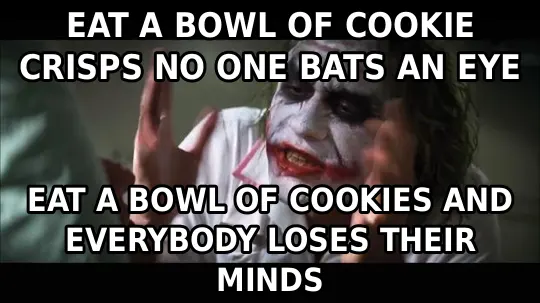 EAT A BOWL OF COOKIE
CRISPS NO ONE BATS AN EYE
EAT A BOWL OF COOKIES AND
EVERYBODY LOSES THEIR
MINDS